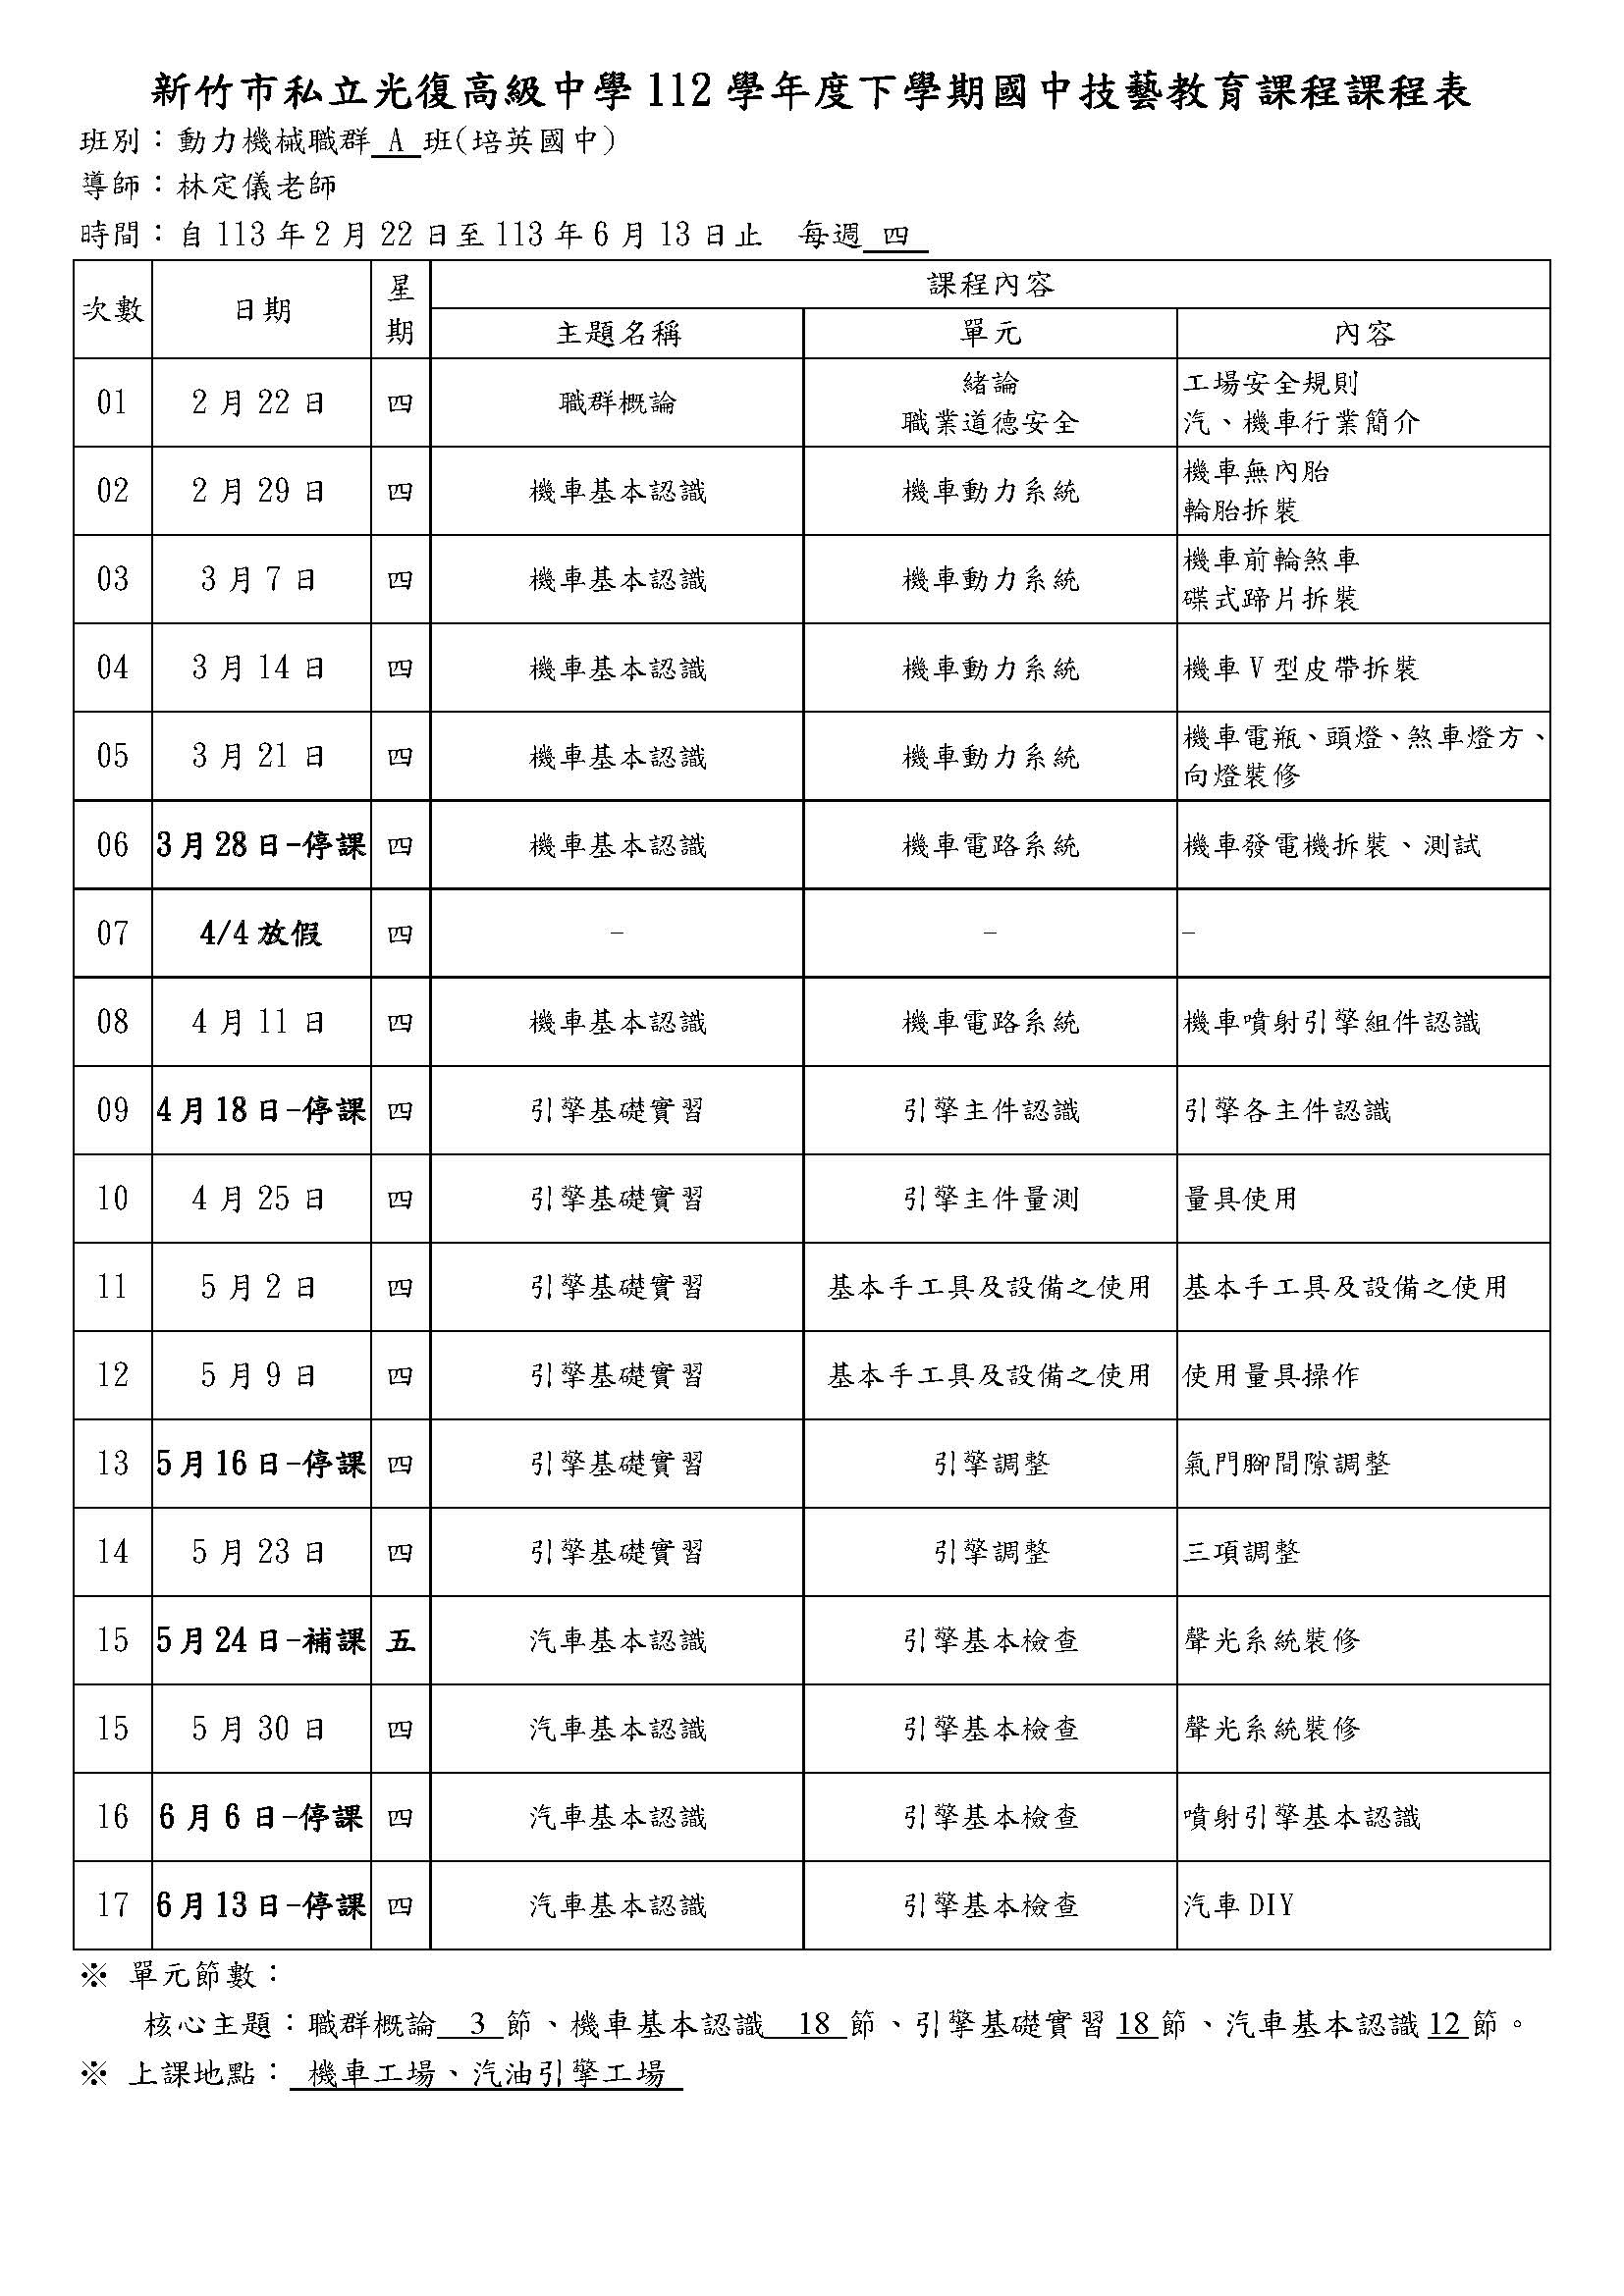 新竹市私立光復高級中學112學年度下學期國中技藝教育課程課程表
班別：動力機械職群 A 班(培英國中)
導師：林定儀老師
時間：自113年2月22日至113年6月13日止 每週 四
次數 日期 星期 課程內容
主題名稱 單元 內容
01 2月22日 四 職群概論 緒論 職業道德安全 工場安全規則 汽、機車行業簡介
02 2月29日 四 機車基本認識 機車動力系統 機車無內胎 輪胎拆裝
03 3月7日 四 機車基本認識 機車動力系統 機車前輪煞車 碟式蹄片拆裝
04 3月14日 四 機車基本認識 機車動力系統 機車V型皮帶拆裝
05 3月21日 四 機車基本認識 機車動力系統 機車電瓶、頭燈、煞車燈方、向燈裝修
06 3月28日-停課 四 機車基本認識 機車電路系統 機車發電機拆裝、測試
07 4/4放假 四 - - -
08 4月11日 四 機車基本認識 機車電路系統 機車噴射引擎組件認識
09 4月18日-停課 四 引擎基礎實習 引擎主件認識 引擎各主件認識
10 4月25日 四 引擎基礎實習 引擎主件量測 量具使用
11 5月2日 四 引擎基礎實習 基本手工具及設備之使用 基本手工具及設備之使用
12 5月9日 四 引擎基礎實習 基本手工具及設備之使用 使用量具操作
13 5月16日-停課 四 引擎基礎實習 引擎調整 氣門腳間隙調整
14 5月23日 四 引擎基礎實習 引擎調整 三項調整
15 5月24日-補課 五 汽車基本認識 引擎基本檢查 聲光系統裝修
15 5月30日 四 汽車基本認識 引擎基本檢查 聲光系統裝修
16 6月6日-停課 四 汽車基本認識 引擎基本檢查 噴射引擎基本認識
17 6月13日-停課 四 汽車基本認識 引擎基本檢查 汽車DIY
※ 單元節數：
核心主題：職群概論 3 節、機車基本認識 18 節、引擎基礎實習18節、汽車基本認識12節。
※ 上課地點： 機車工場、汽油引擎工場